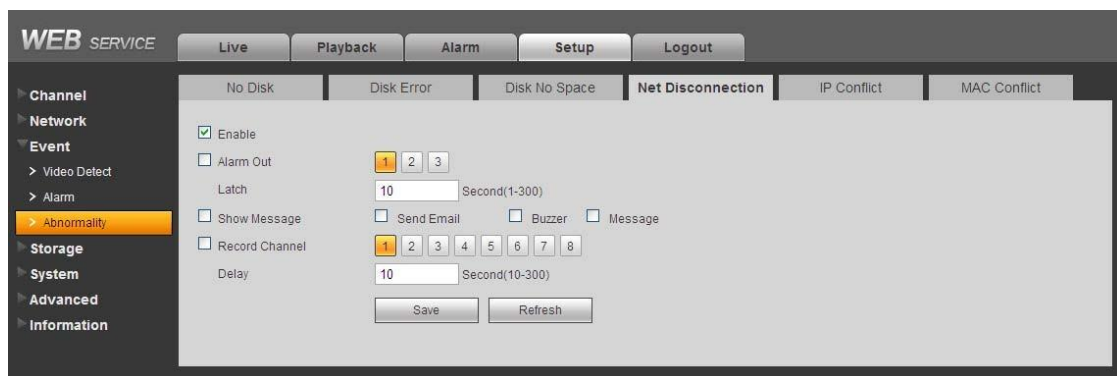 WEB SERVICE
Live Playback Alarm Setup Logout
No Disk Disk Error Disk No Space Net Disconnection IP Conflict MAC Conflict
Channel
Network
Event
> Video Detect
> Alarm
> Abnormality
Storage
System
Advanced
Information
Enable
Alarm Out 1 2 3
Latch 10 Second(1-300)
Show Message Send Email Buzzer Message
Record Channel 1 2 3 4 5 6 7 8
Delay 10 Second(10-300)
Save Refresh